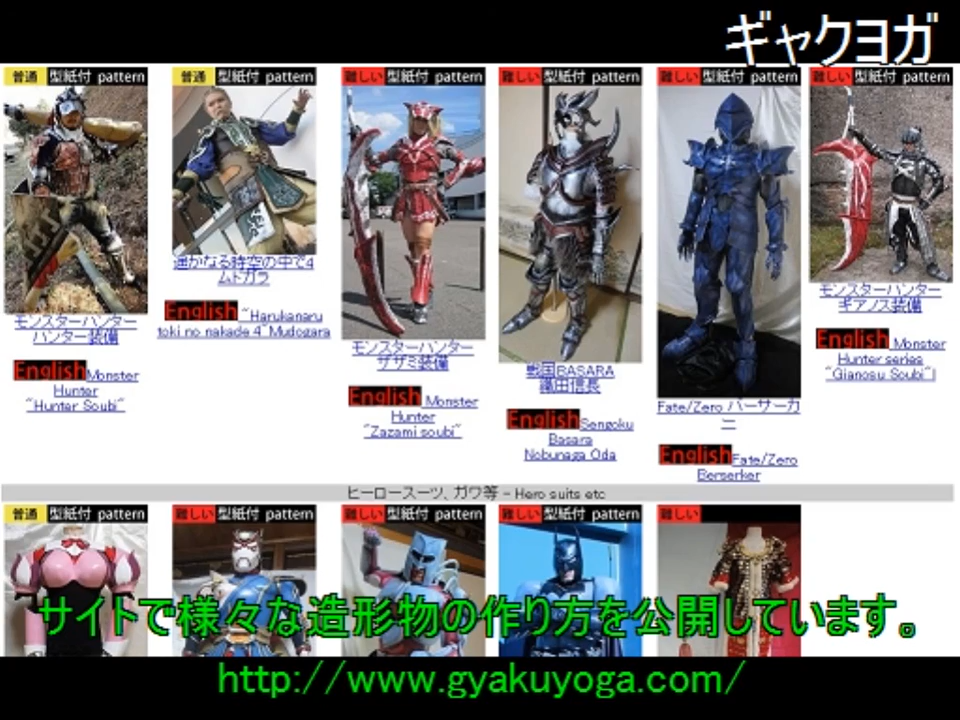 ギャクヨガ
普通 型紙付 pattern
普通 型紙付 pattern
難しい 型紙付 pattern
難しい 型紙付 pattern
難しい 型紙付 pattern
難しい 型紙付 pattern
モンスターハンター
ハンター装備
English Monster
Hunter
"Hunter Soubi"
遙かなる時空の中で4
ムドガラ
English "Harukanaru
toki no nakade 4" Mudogara
モンスターハンター
ザザミ装備
English Monster
Hunter
"Zazami soubi"
戦国BASARA
織田信長
English Sengoku
Basara
Nobunaga Oda
Fate/Zero バーサーカ
ー
English Fate/Zero
Berserker
モンスターハンター
ギアノス装備
English Monster
Hunter series
"Gianosu Soubi"
ヒーロースーツ、ガワ等 - Hero suits etc
普通 型紙付 pattern
難しい 型紙付 pattern
難しい 型紙付 pattern
難しい 型紙付 pattern
難しい
サイトで様々な造形物の作り方を公開しています。
http://www.gyakuyoga.com/